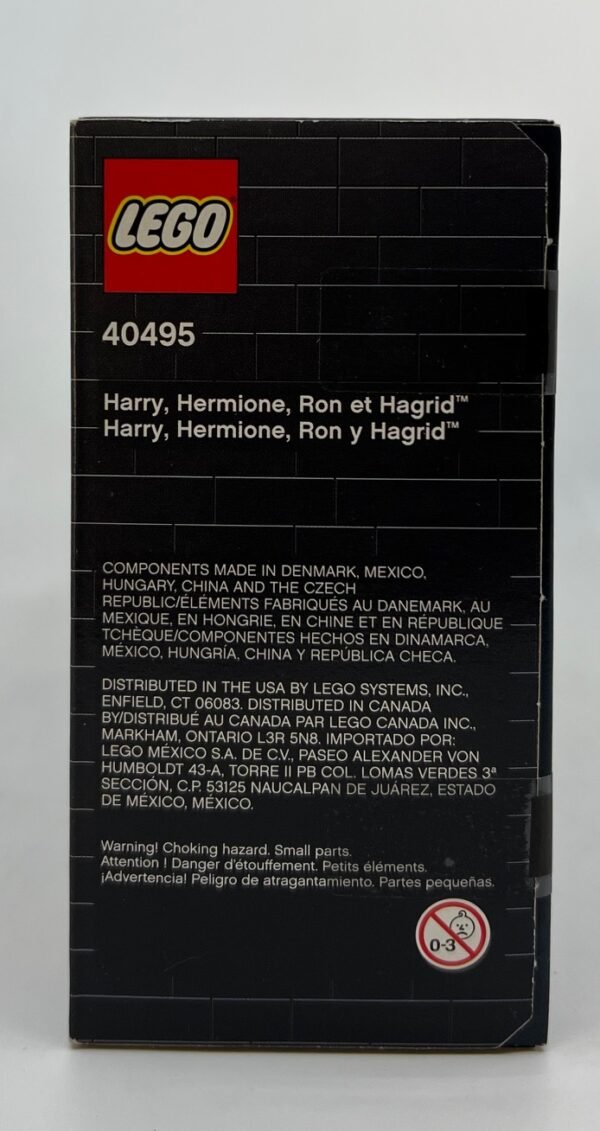 LEGO
40495
Harry, Hermione, Ron et Hagrid™
Harry, Hermione, Ron y Hagrid™
COMPONENTS MADE IN DENMARK, MEXICO,
HUNGARY, CHINA AND THE CZECH
REPUBLIC/ÉLÉMENTS FABRIQUÉS AU DANEMARK, AU
MEXIQUE, EN HONGRIE, EN CHINE ET EN RÉPUBLIQUE
TCHÈQUE/COMPONENTES HECHOS EN DINAMARCA,
MÉXICO, HUNGRÍA, CHINA Y REPÚBLICA CHECA.
DISTRIBUTED IN THE USA BY LEGO SYSTEMS, INC.,
ENFIELD, CT 06083. DISTRIBUTED IN CANADA
BY/DISTRIBUÉ AU CANADA PAR LEGO CANADA INC.,
MARKHAM, ONTARIO L3R 5N8. IMPORTADO POR:
LEGO MÉXICO S.A. DE C.V., PASEO ALEXANDER VON
HUMBOLDT 43-A, TORRE II PB COL. LOMAS VERDES 3ª
SECCIÓN, C.P. 53125 NAUCALPAN DE JUÁREZ, ESTADO
DE MÉXICO, MÉXICO.
Warning! Choking hazard. Small parts.
Attention ! Danger d'étouffement. Petits éléments.
¡Advertencia! Peligro de atragantamiento. Partes pequeñas.
0-3